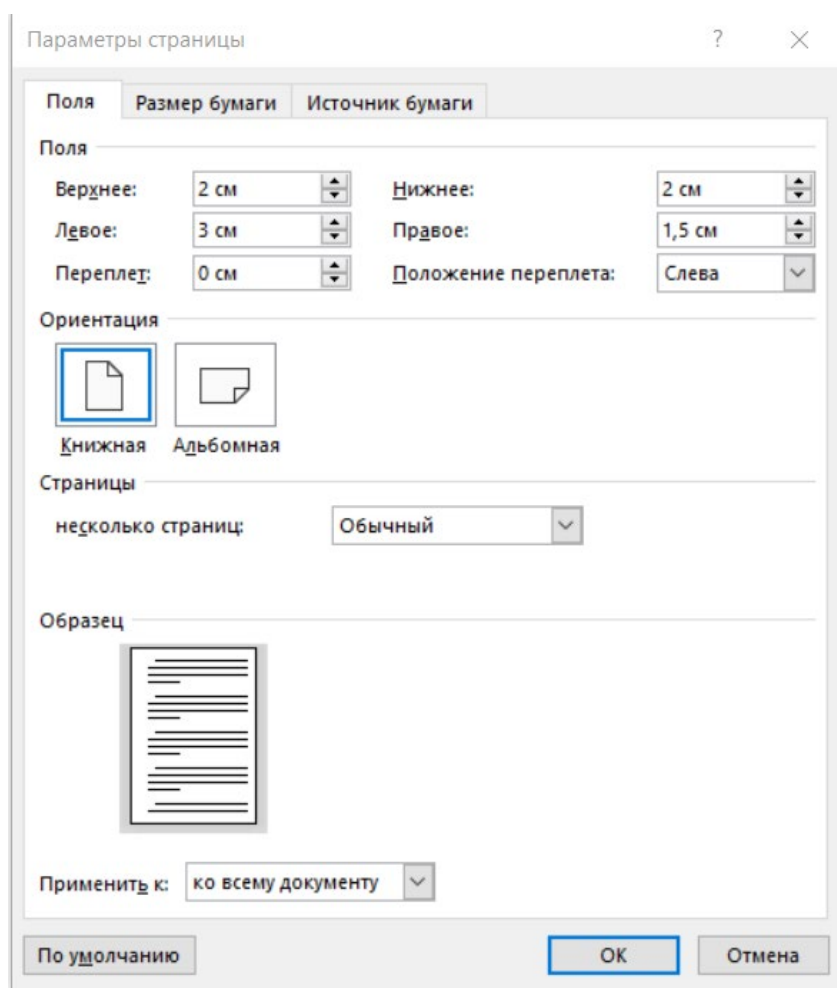 Параметры страницы ?
Поля Размер бумаги Источник бумаги
Поля
Верхнее: 2 см Нижнее: 2 см
Левое: 3 см Правое: 1,5 см
Переплет: 0 см Положение переплета: Слева
Ориентация
Книжная Альбомная
Страницы
несколько страниц: Обычный
Образец
Применить к: ко всему документу
По умолчанию ОК Отмена